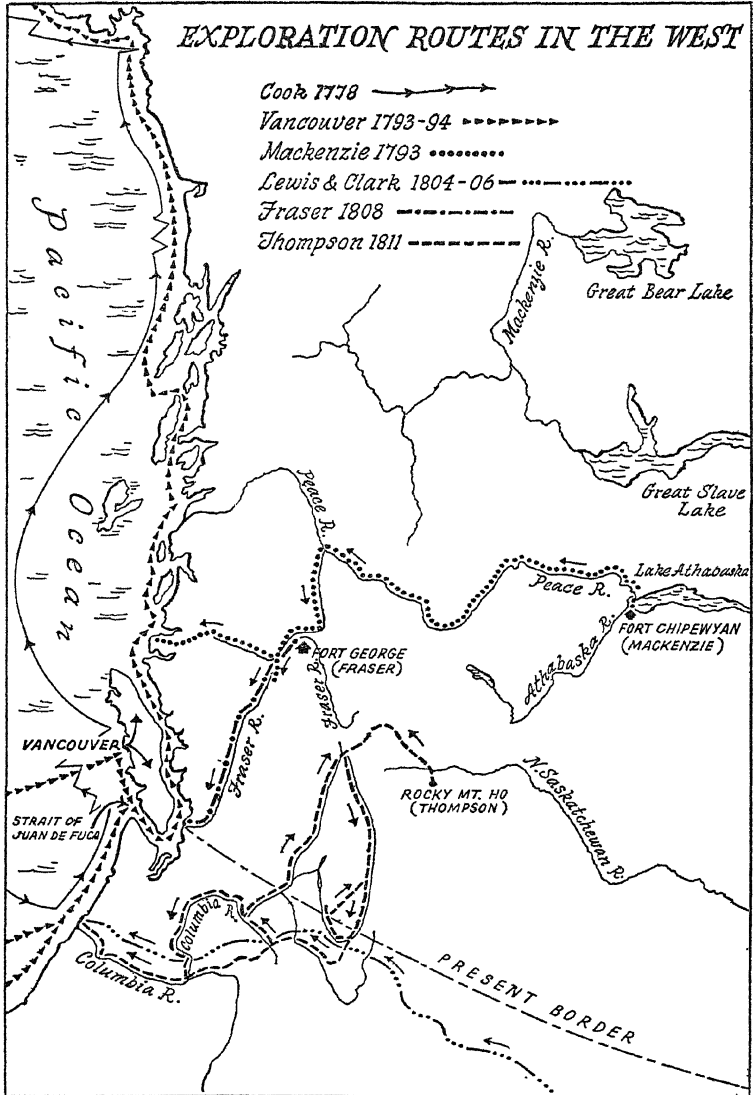 EXPLORATION ROUTES IN THE WEST
Cook 1778
Vancouver 1793-94
Mackenzie 1793
Lewis & Clark 1804-06
Fraser 1808
Thompson 1811
Pacific Ocean
Mackenzie R.
Great Bear Lake
Great Slave
Lake
Peace R.
Peace R.
Lake Athabaska
FORT CHIPEWYAN
(MACKENZIE)
Athabaska R.
FORT GEORGE
(FRASER)
Fraser R.
Fraser R.
VANCOUVER
ROCKY MT. HO
(THOMPSON)
N. Saskatchewan R.
STRAIT OF
JUAN DE FUCA
Columbia R.
Columbia R.
PRESENT BORDER